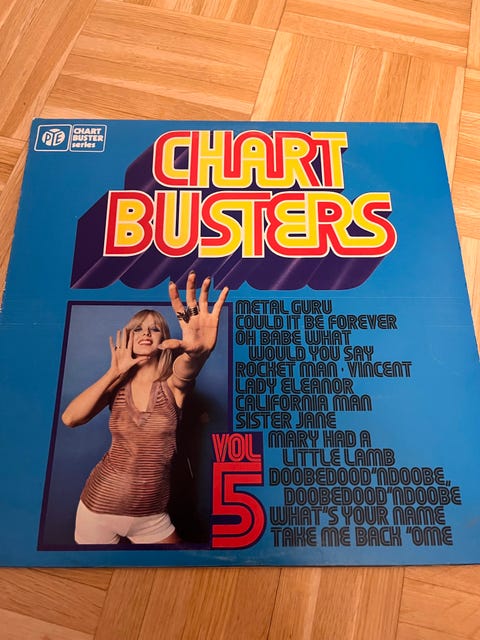 PYE
CHART
BUSTER
series
CHART
BUSTERS
METAL GURU
COULD IT BE FOREVER
OH BABE WHAT
WOULD YOU SAY
ROCKET MAN · VINCENT
LADY ELEANOR
CALIFORNIA MAN
SISTER JANE
MARY HAD A
LITTLE LAMB
DOOBEDOOD"NDOOBE,,
DOOBEDOOD"NDOOBE
WHAT"S YOUR NAME
TAKE ME BACK "OME
VOL
5